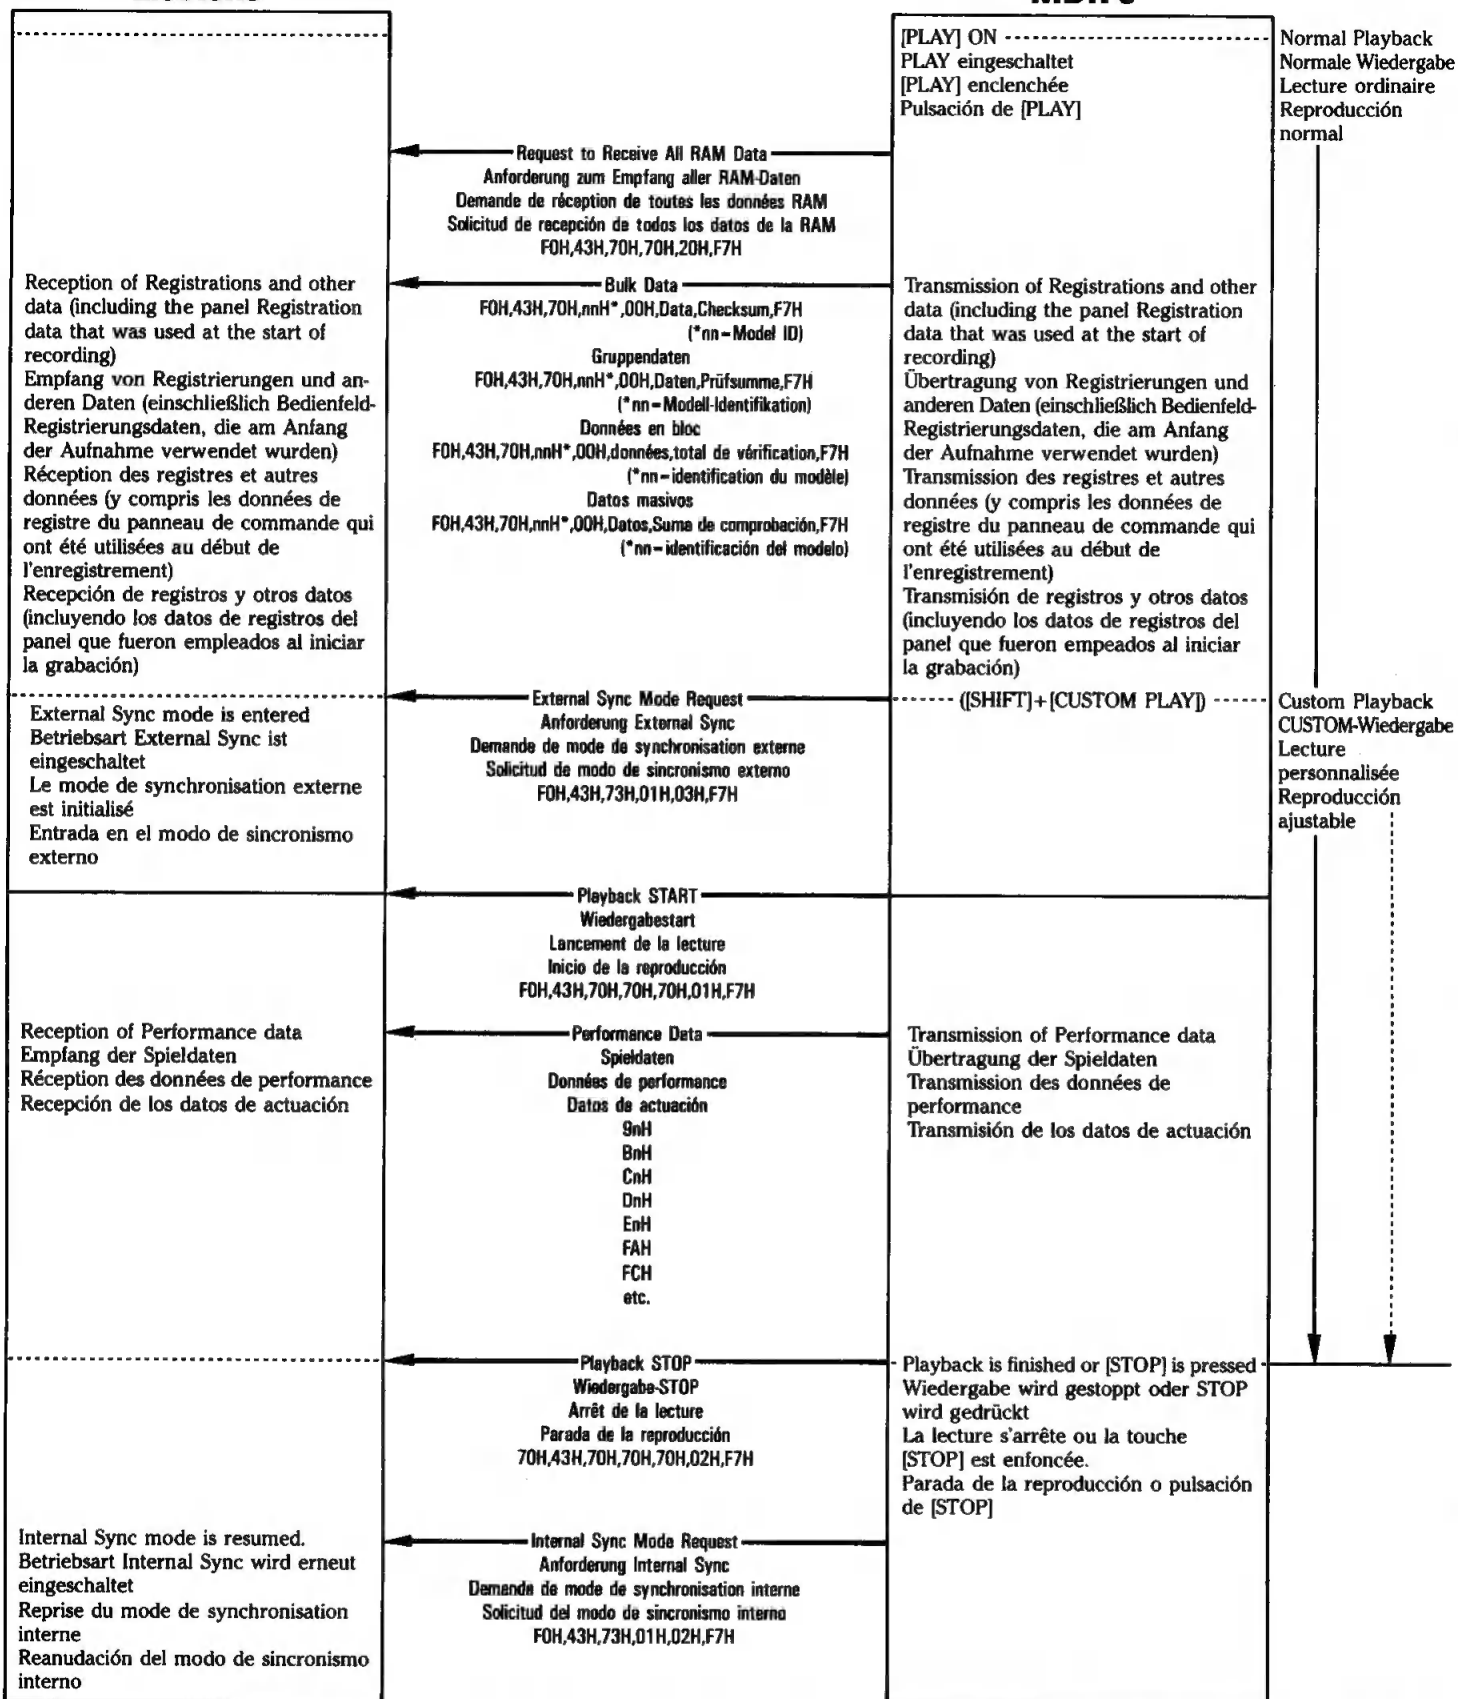 [PLAY] ON
PLAY eingeschaltet
[PLAY] enclenchée
Pulsación de [PLAY]
Normal Playback
Normale Wiedergabe
Lecture ordinaire
Reproducción
normal
Request to Receive All RAM Data
Anforderung zum Empfang aller RAM-Daten
Demande de réception de toutes les données RAM
Solicitud de recepción de todos los datos de la RAM
F0H,43H,70H,70H,20H,F7H
Reception of Registrations and other
data (including the panel Registration
data that was used at the start of
recording)
Empfang von Registrierungen und an-
deren Daten (einschließlich Bedienfeld-
Registrierungsdaten, die am Anfang
der Aufnahme verwendet wurden)
Réception des registres et autres
données (y compris les données de
registre du panneau de commande qui
ont été utilisées au début de
l'enregistrement)
Recepción de registros y otros datos
(incluyendo los datos de registros del
panel que fueron empleados al iniciar
la grabación)
Bulk Data
F0H,43H,70H,nnH*,00H,Data,Checksum,F7H
(*nn=Model ID)
Gruppendaten
F0H,43H,70H,nnH*,00H,Daten,Prüfsumme,F7H
(*nn=Modell-Identifikation)
Données en bloc
F0H,43H,70H,nnH*,00H,données,total de vérification,F7H
(*nn=identification du modèle)
Datos masivos
F0H,43H,70H,nnH*,00H,Datos,Suma de comprobación,F7H
(*nn=identificación del modelo)
Transmission of Registrations and other
data (including the panel Registration
data that was used at the start of
recording)
Übertragung von Registrierungen und
anderen Daten (einschließlich Bedienfeld-
Registrierungsdaten, die am Anfang
der Aufnahme verwendet wurden)
Transmission des registres et autres
données (y compris les données de
registre du panneau de commande qui
ont été utilisées au début de
l'enregistrement)
Transmisión de registros y otros datos
(incluyendo los datos de registros del
panel que fueron empeados al iniciar
la grabación)
External Sync mode is entered
Betriebsart External Sync ist
eingeschaltet
Le mode de synchronisation externe
est initialisé
Entrada en el modo de sincronismo
externo
External Sync Mode Request
Anforderung External Sync
Demande de mode de synchronisation externe
Solicitud de modo de sincronismo externo
F0H,43H,73H,01H,03H,F7H
([SHIFT]+[CUSTOM PLAY])
Custom Playback
CUSTOM-Wiedergabe
Lecture
personnalisée
Reproducción
ajustable
Playback START
Wiedergabestart
Lancement de la lecture
Inicio de la reproducción
F0H,43H,70H,70H,70H,01H,F7H
Reception of Performance data
Empfang der Spieldaten
Réception des données de performance
Recepción de los datos de actuación
Performance Data
Spieldaten
Données de performance
Datos de actuación
9nH
BnH
CnH
DnH
EnH
FAH
FCH
etc.
Transmission of Performance data
Übertragung der Spieldaten
Transmission des données de
performance
Transmisión de los datos de actuación
Playback STOP
Wiedergabe-STOP
Arrêt de la lecture
Parada de la reproducción
70H,43H,70H,70H,70H,02H,F7H
Playback is finished or [STOP] is pressed
Wiedergabe wird gestoppt oder STOP
wird gedrückt
La lecture s'arrête ou la touche
[STOP] est enfoncée.
Parada de la reproducción o pulsación
de [STOP]
Internal Sync mode is resumed.
Betriebsart Internal Sync wird erneut
eingeschaltet
Reprise du mode de synchronisation
interne
Reanudación del modo de sincronismo
interno
Internal Sync Mode Request
Anforderung Internal Sync
Demande de mode de synchronisation interne
Solicitud del modo de sincronismo interno
F0H,43H,73H,01H,02H,F7H